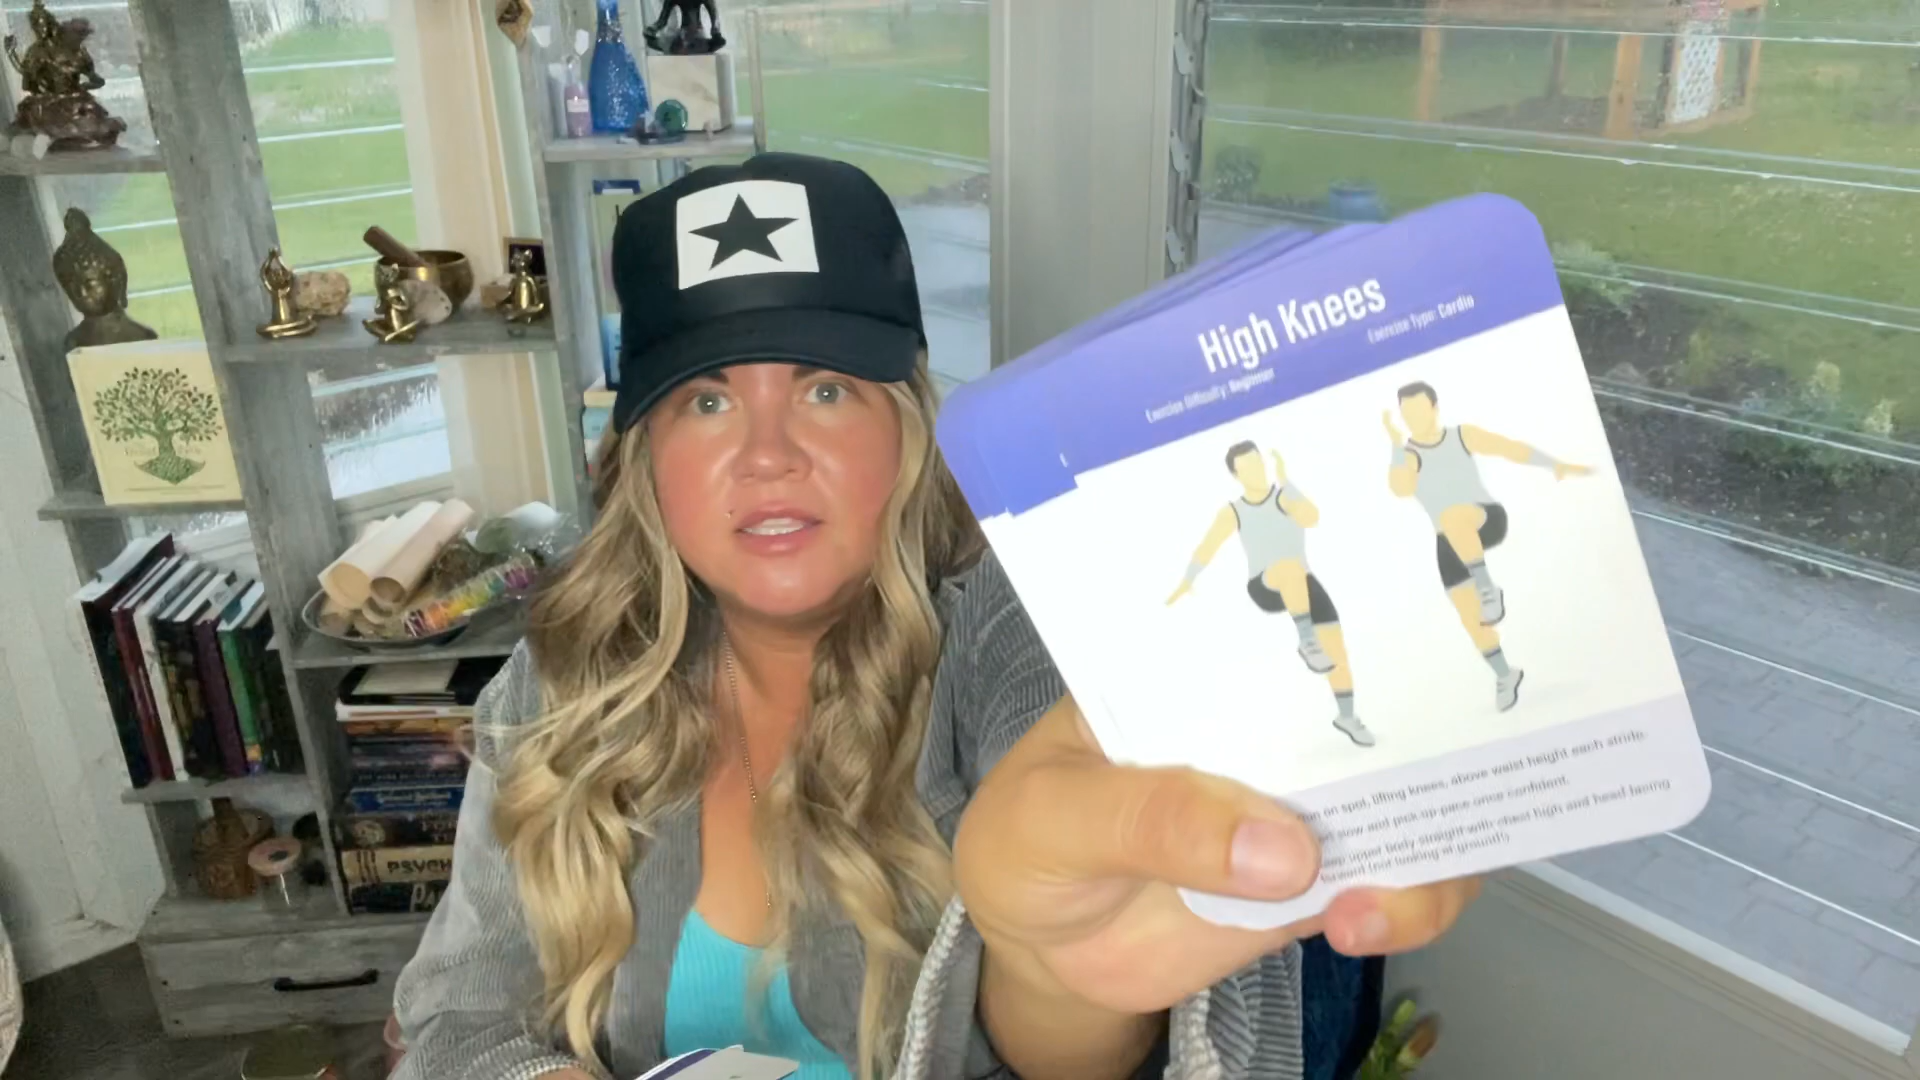 High Knees
Exercise Difficulty: Beginner
Exercise Type: Cardio
on spot, lifting knees, above waist height each stride.
slow and pick up pace once confident.
upper body straight with chest high and head facing
forward (not looking at ground!)
PSYCH